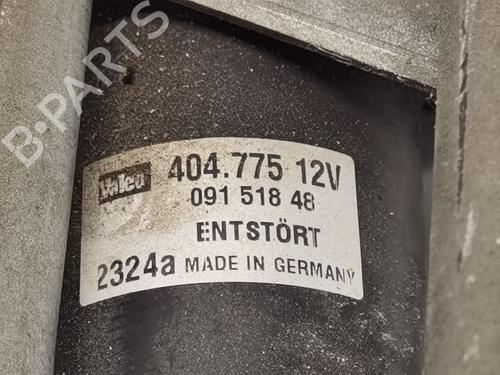 B-PARTS
Valeo 404.775 12V
091 518 48
ENTSTÖRT
2324a MADE IN GERMANY